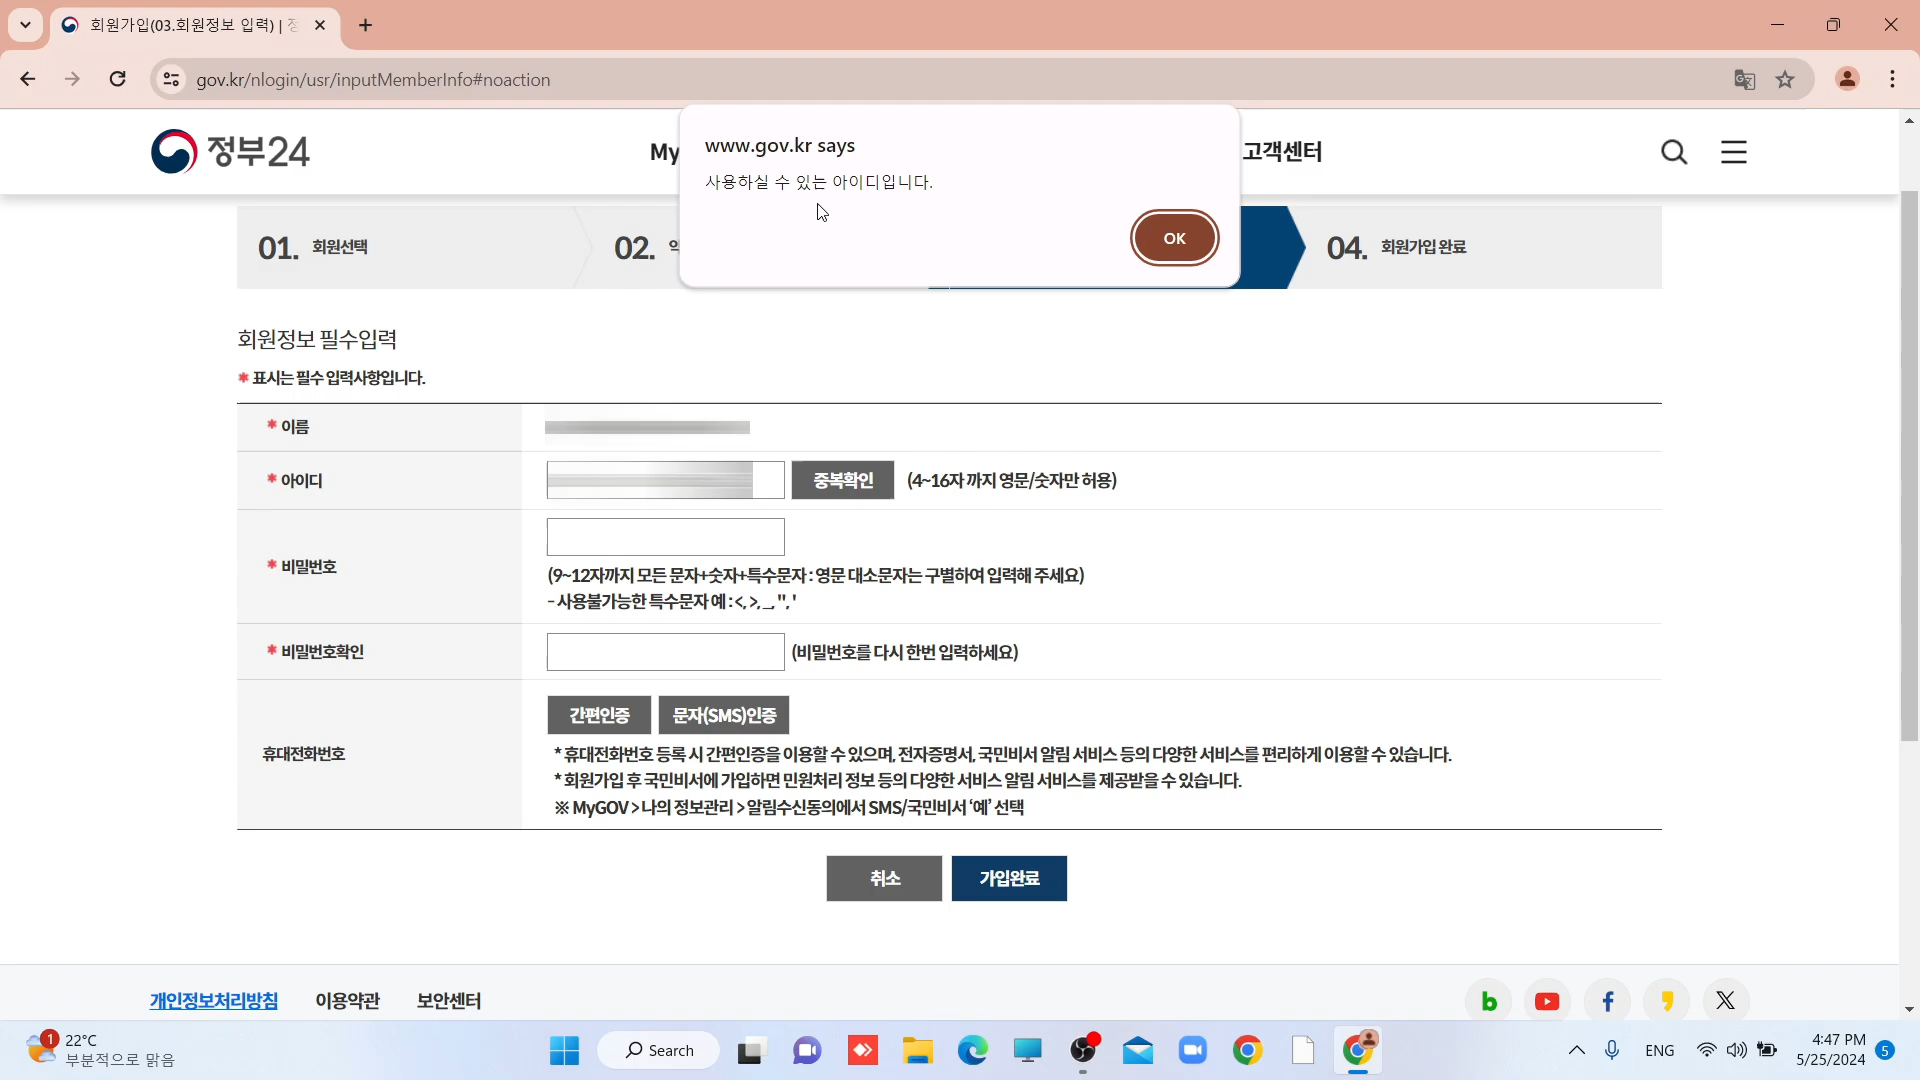 회원가입(03.회원정보 입력) | 정
gov.kr/nlogin/usr/inputMemberInfo#noaction
정부24
My
고객센터
www.gov.kr says
사용하실 수 있는 아이디입니다.
OK
01. 회원선택
02.
04. 회원가입 완료
회원정보 필수입력
* 표시는 필수 입력사항입니다.
* 이름
* 아이디
중복확인
(4~16자 까지 영문/숫자만 허용)
* 비밀번호
(9~12자까지 모든 문자+숫자+특수문자 : 영문 대소문자는 구별하여 입력해 주세요)
- 사용불가능한 특수문자 예 : <, >, _, ", '
* 비밀번호확인
(비밀번호를 다시 한번 입력하세요)
휴대전화번호
간편인증
문자(SMS)인증
* 휴대전화번호 등록 시 간편인증을 이용할 수 있으며, 전자증명서, 국민비서 알림 서비스 등의 다양한 서비스를 편리하게 이용할 수 있습니다.
* 회원가입 후 국민비서에 가입하면 민원처리 정보 등의 다양한 서비스 알림 서비스를 제공받을 수 있습니다.
※ MyGOV > 나의 정보관리 > 알림수신동의에서 SMS/국민비서 ‘예’ 선택
취소
가입완료
개인정보처리방침
이용약관
보안센터
1
22°C
부분적으로 맑음
Search
ENG
4:47 PM
5/25/2024
5